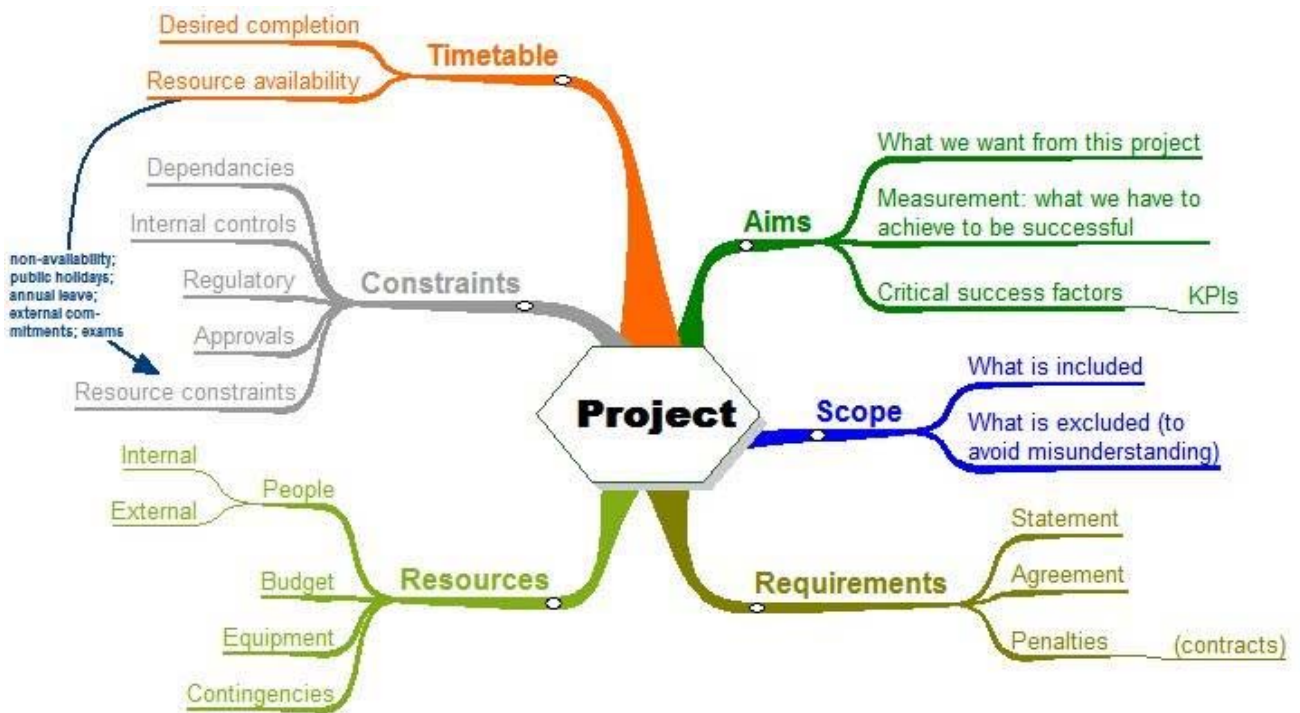 Project
Timetable
Desired completion
Resource availability
non-availability;
public holidays;
annual leave;
external com-
mitments; exams
Constraints
Dependancies
Internal controls
Regulatory
Approvals
Resource constraints
Resources
People
Internal
External
Budget
Equipment
Contingencies
Aims
What we want from this project
Measurement: what we have to
achieve to be successful
Critical success factors
KPIs
Scope
What is included
What is excluded (to
avoid misunderstanding)
Requirements
Statement
Agreement
Penalties
(contracts)